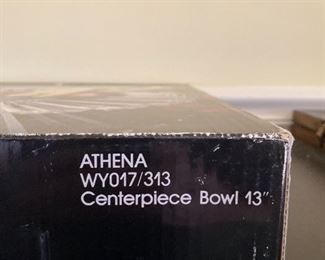 ATHENA
WY017/313
Centerpiece Bowl 13"